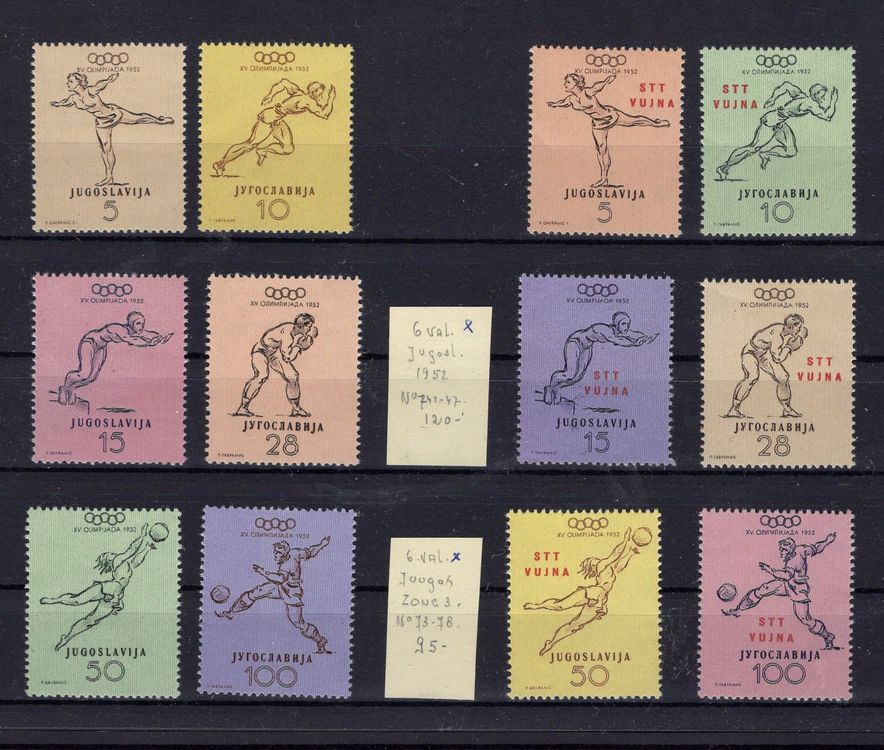 XV. OLIMPIJADA 1952
JUGOSLAVIJA
5
XV. ОЛИМПИЈАДА 1952
ЈУГОСЛАВИЈА
10
XV. OLIMPIJADA 1952
STT
VUJNA
JUGOSLAVIJA
5
XV. ОЛИМПИЈАДА 1952
STT
VUJNA
ЈУГОСЛАВИЈА
10
XV. OLIMPIJADA 1952
JUGOSLAVIJA
15
XV. ОЛИМПИЈАДА 1952
ЈУГОСЛАВИЈА
28
6 val. x
Jugosl.
1952
120-
XV. OLIMPIJADA 1952
STT
VUJNA
JUGOSLAVIJA
15
XV. ОЛИМПИЈАДА 1952
STT
VUJNA
ЈУГОСЛАВИЈА
28
XV. OLIMPIJADA 1952
JUGOSLAVIJA
50
XV. ОЛИМПИЈАДА 1952
ЈУГОСЛАВИЈА
100
6 val. x
ZONE 3.
Nº 73-78.
95-
XV. OLIMPIJADA 1952
STT
VUJNA
JUGOSLAVIJA
50
XV. ОЛИМПИЈАДА 1952
STT
VUJNA
ЈУГОСЛАВИЈА
100